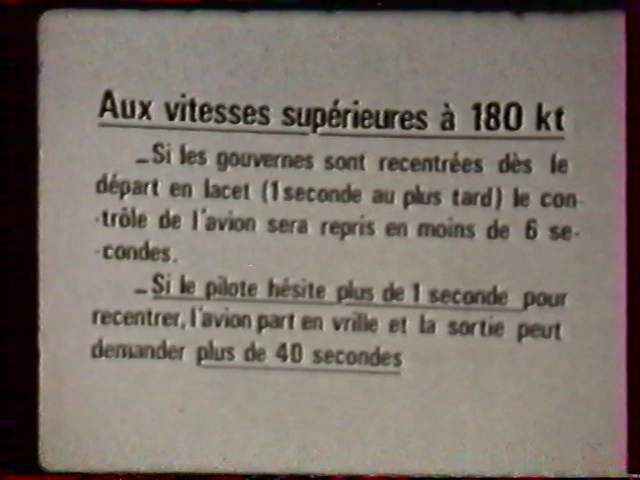 Aux vitesses supérieures à 180 kt
_Si les gouvernes sont recentrées dès le
départ en lacet (1 seconde au plus tard) le con-
-trôle de l'avion sera repris en moins de 6 se-
-condes.
_Si le pilote hésite plus de 1 seconde pour
recentrer, l'avion part en vrille et la sortie peut
demander plus de 40 secondes